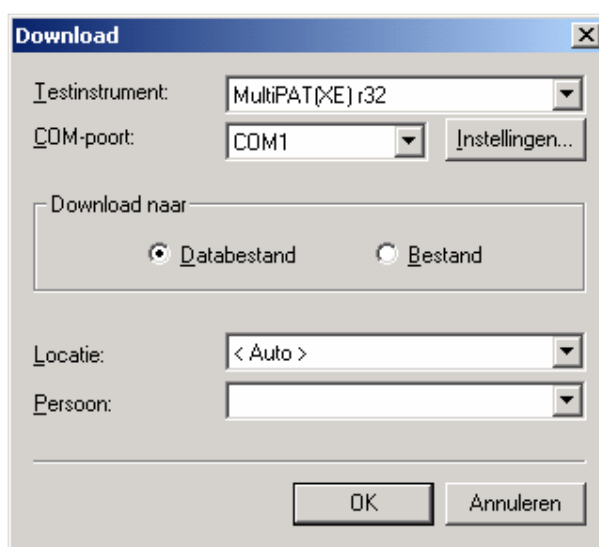 Download
Testinstrument: MultiPAT(XE) r32
COM-poort: COM1 Instellingen...
Download naar
Databestand Bestand
Locatie: < Auto >
Persoon:
OK Annuleren